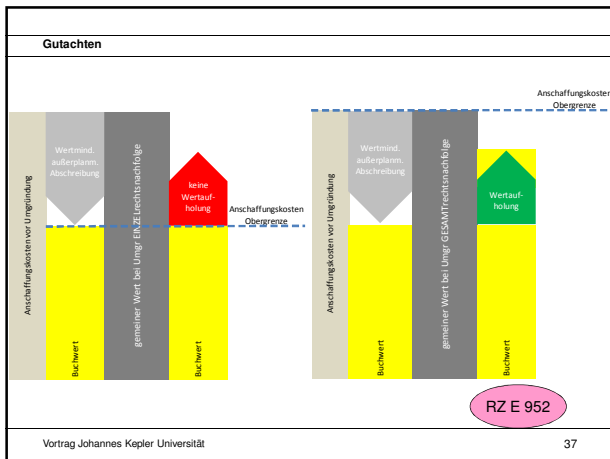 Gutachten
Anschaffungskosten vor Umgründung
Wertmind.
außerplanm.
Abschreibung
Buchwert
gemeiner Wert bei Umgr EINZELrechtsnachfolge
keine
Wertauf-
holung
Buchwert
Anschaffungskosten
Obergrenze
Anschaffungskosten
Obergrenze
Anschaffungskosten vor Umgründung
Wertmind.
außerplanm.
Abschreibung
Buchwert
gemeiner Wert bei Umgr GESAMTrechtsnachfolge
Wertauf-
holung
Buchwert
RZ E 952
Vortrag Johannes Kepler Universität
37